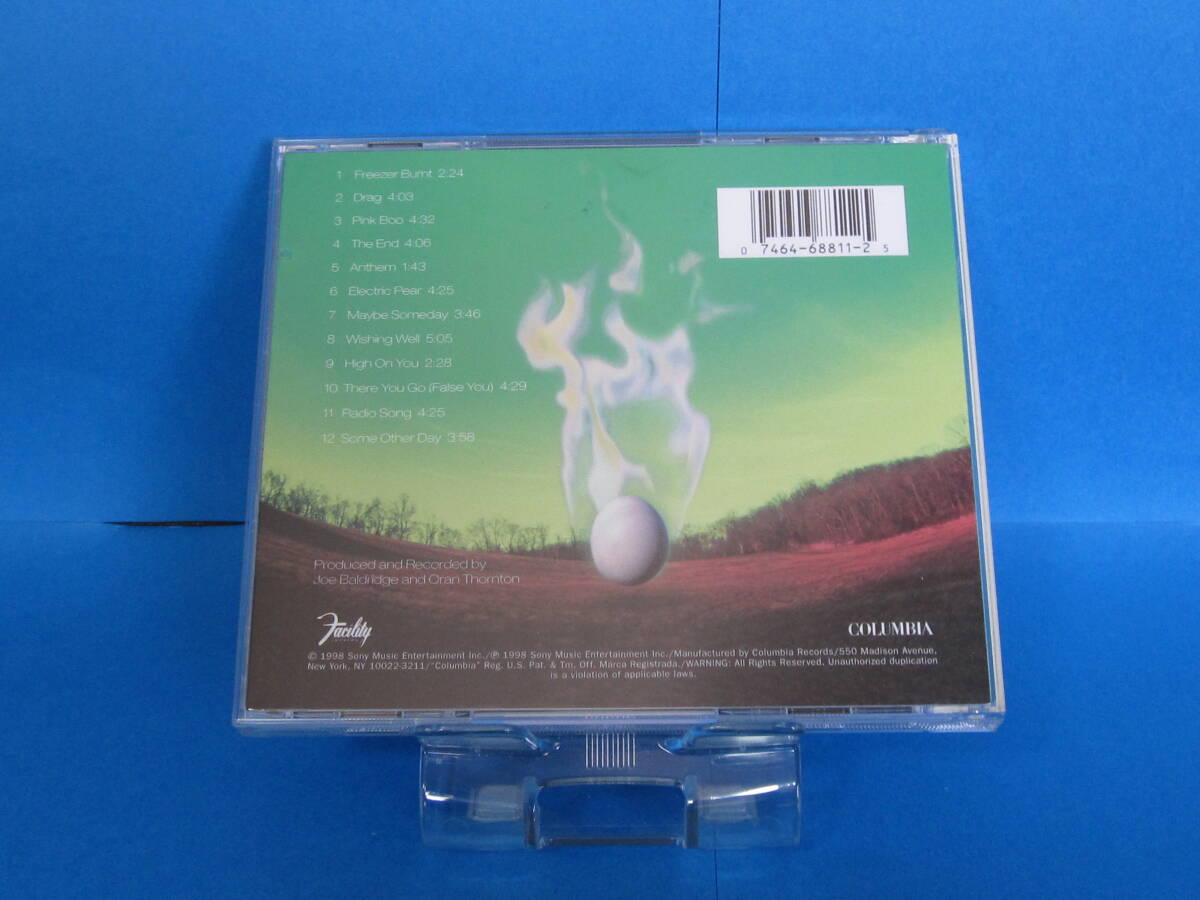 1 Freezer Burnt 2:24
2 Drag 4:03
3 Pink Boo 4:32
4 The End 4:06
5 Anthem 1:43
6 Electric Pear 4:25
7 Maybe Someday 3:46
8 Wishing Well 5:05
9 High On You 2:28
10 There You Go (False You) 4:29
11 Radio Song 4:25
12 Some Other Day 3:58
0 7464-68811-2 5
Produced and Recorded by
Joe Baldridge and Oran Thornton
Facility
COLUMBIA
© 1998 Sony Music Entertainment Inc./℗ 1998 Sony Music Entertainment Inc./Manufactured by Columbia Records/550 Madison Avenue,
New York, NY 10022-3211/"Columbia" Reg. U.S. Pat. & Tm. Off. Marca Registrada./WARNING: All Rights Reserved. Unauthorized duplication
is a violation of applicable laws.